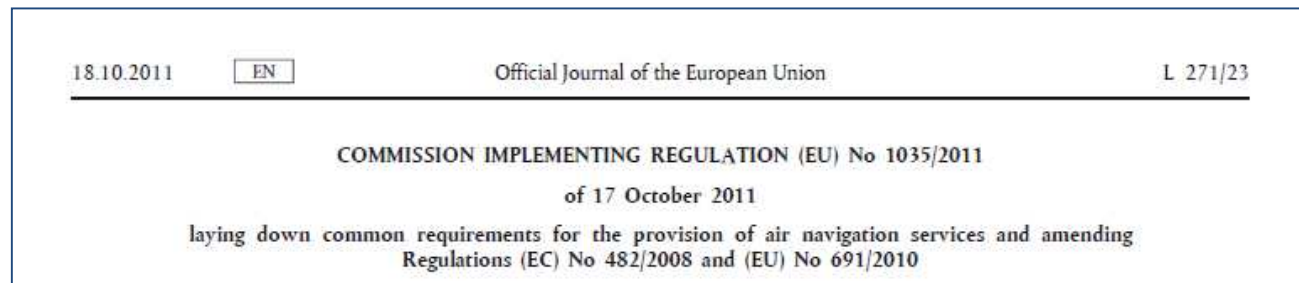 18.10.2011 EN Official Journal of the European Union L 271/23
COMMISSION IMPLEMENTING REGULATION (EU) No 1035/2011
of 17 October 2011
laying down common requirements for the provision of air navigation services and amending
Regulations (EC) No 482/2008 and (EU) No 691/2010